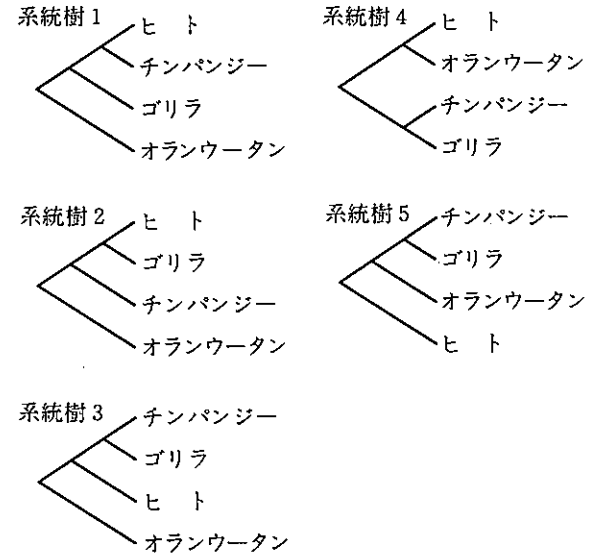 系統樹1
ヒ ト
チンパンジー
ゴリラ
オランウータン
系統樹2
ヒ ト
ゴリラ
チンパンジー
オランウータン
系統樹3
チンパンジー
ゴリラ
ヒ ト
オランウータン
系統樹4
ヒ ト
オランウータン
チンパンジー
ゴリラ
系統樹5
チンパンジー
ゴリラ
オランウータン
ヒ ト